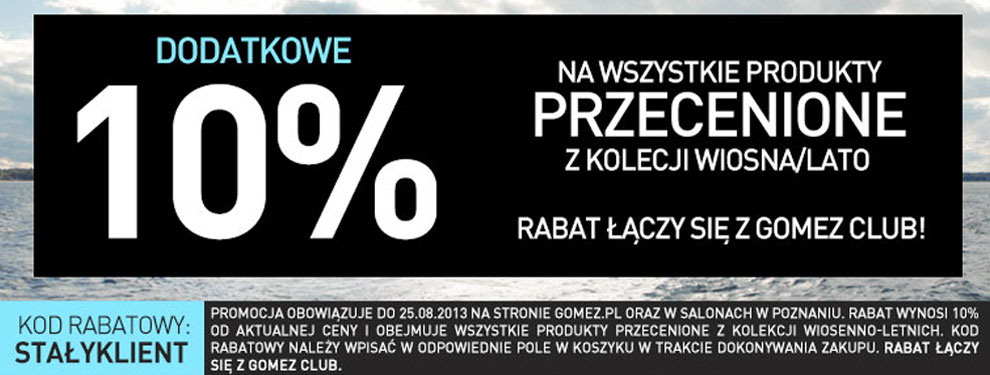 DODATKOWE
10%
NA WSZYSTKIE PRODUKTY
PRZECENIONE
Z KOLECJI WIOSNA/LATO
RABAT ŁĄCZY SIĘ Z GOMEZ CLUB!
KOD RABATOWY:
STAŁYKLIENT
PROMOCJA OBOWIĄZUJE DO 25.08.2013 NA STRONIE GOMEZ.PL ORAZ W SALONACH W POZNANIU. RABAT WYNOSI 10%
OD AKTUALNEJ CENY I OBEJMUJE WSZYSTKIE PRODUKTY PRZECENIONE Z KOLEKCJI WIOSENNO-LETNICH. KOD
RABATOWY NALEŻY WPISAĆ W ODPOWIEDNIE POLE W KOSZYKU W TRAKCIE DOKONYWANIA ZAKUPU. RABAT ŁĄCZY
SIĘ Z GOMEZ CLUB.